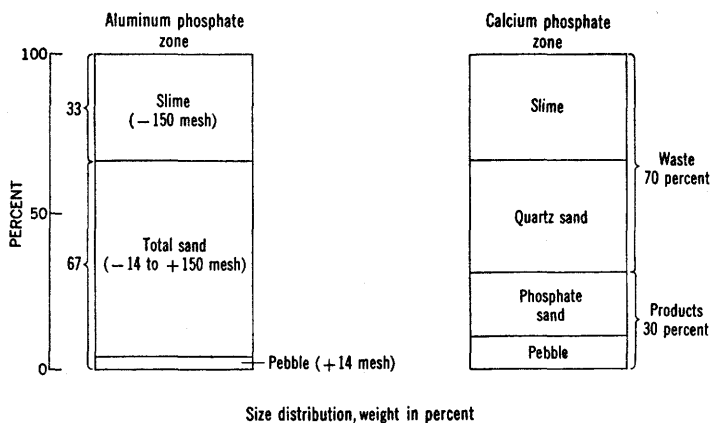 Aluminum phosphate
zone
Calcium phosphate
zone
100
50
0
PERCENT
33
67
Slime
(−150 mesh)
Total sand
(−14 to +150 mesh)
Pebble (+14 mesh)
Slime
Quartz sand
Phosphate
sand
Pebble
Waste
70 percent
Products
30 percent
Size distribution, weight in percent